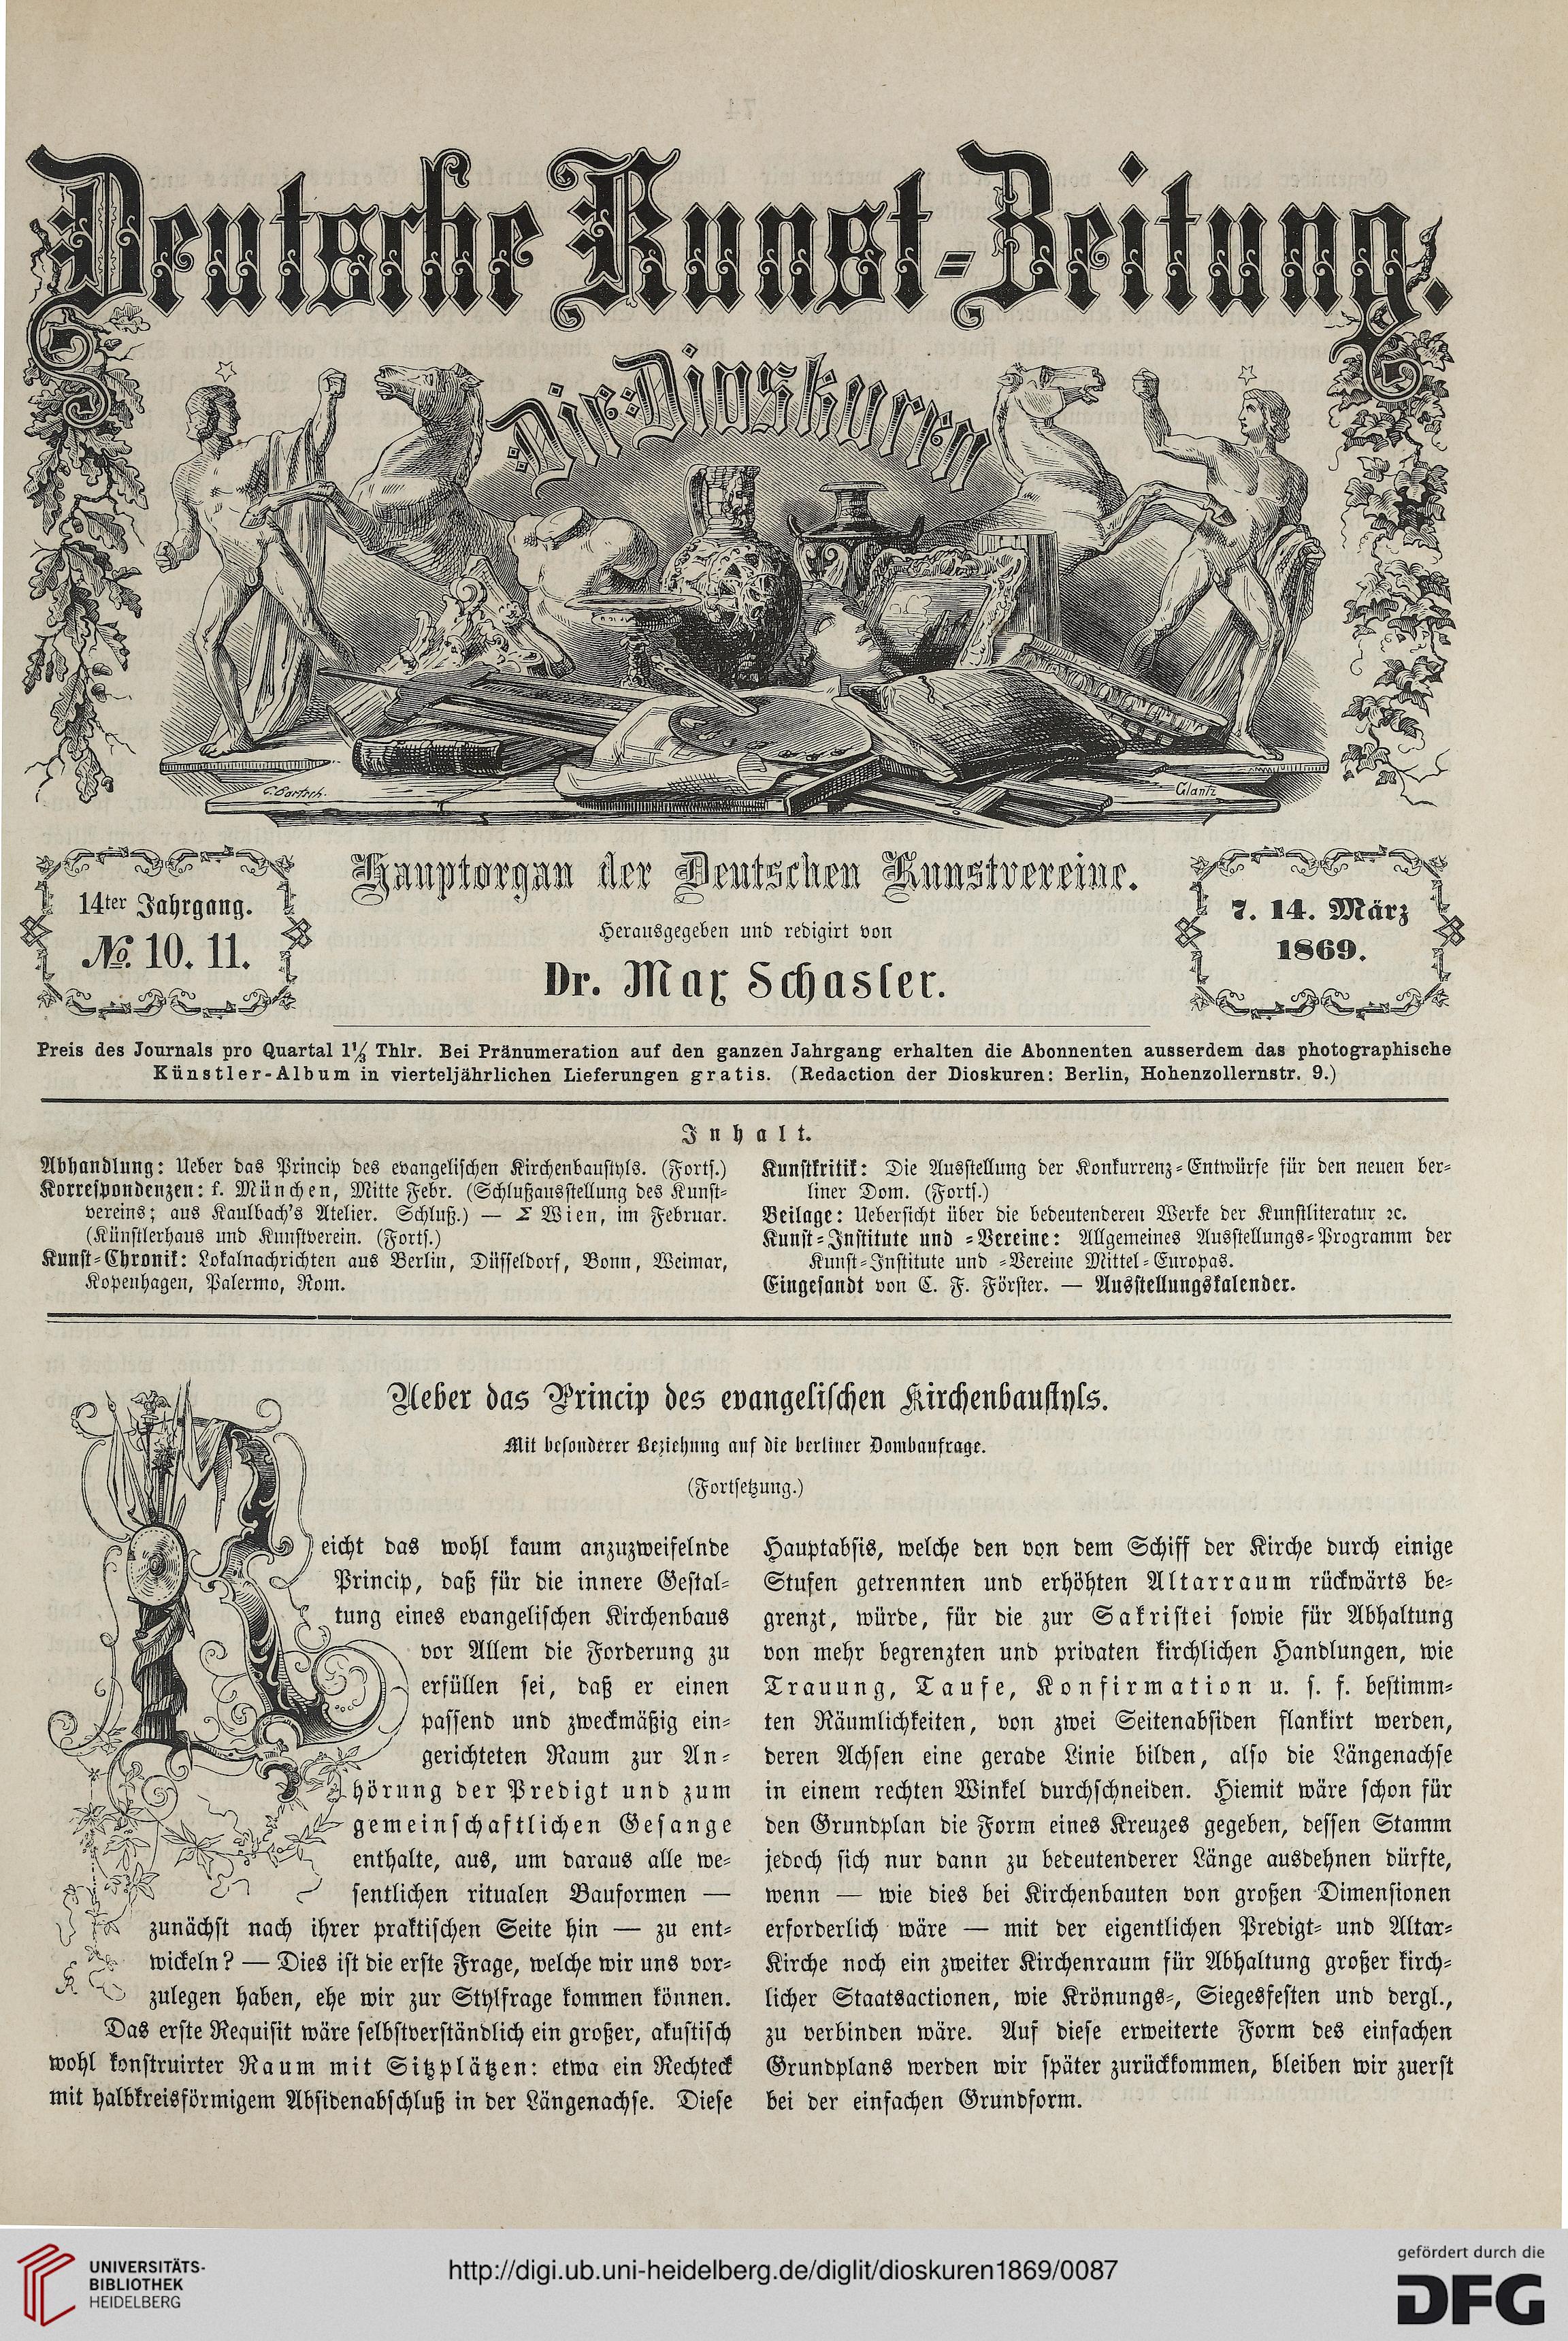 Deutsche Kunst-Zeitung.
Die Dioskuren
C. Bartsch.
Glantz
Hauptorgan der Deutschen Kunstvereine.
14ter Jahrgang.
No. 10. 11.
Herausgegeben und redigirt von
Dr. Max Schasler.
7. 14. März
1869.
Preis des Journals pro Quartal 1⅓ Thlr. Bei Pränumeration auf den ganzen Jahrgang erhalten die Abonnenten ausserdem das photographische
Künstler-Album in vierteljährlichen Lieferungen gratis. (Redaction der Dioskuren: Berlin, Hohenzollernstr. 9.)
Inhalt.
Abhandlung: Ueber das Princip des evangelischen Kirchenbaustyls. (Forts.)
Korrespondenzen: f. München, Mitte Febr. (Schlußausstellung des Kunst-
vereins; aus Kaulbach's Atelier. Schluß.) — Σ Wien, im Februar.
(Künstlerhaus und Kunstverein. (Forts.)
Kunst-Chronik: Lokalnachrichten aus Berlin, Düsseldorf, Bonn, Weimar,
Kopenhagen, Palermo, Rom.
Kunstkritik: Die Ausstellung der Konkurrenz-Entwürfe für den neuen ber-
liner Dom. (Forts.)
Beilage: Uebersicht über die bedeutenderen Werke der Kunstliteratur ꝛc.
Kunst-Institute und -Vereine: Allgemeines Ausstellungs-Programm der
Kunst-Institute und -Vereine Mittel-Europas.
Eingesandt von C. F. Förster. — Ausstellungskalender.
Ueber das Princip des evangelischen Kirchenbaustyls.
Mit besonderer Beziehung auf die berliner Dombaufrage.
(Fortsetzung.)
Reicht das wohl kaum anzuzweifelnde
Princip, daß für die innere Gestal-
tung eines evangelischen Kirchenbaus
vor Allem die Forderung zu
erfüllen sei, daß er einen
passend und zweckmäßig ein-
gerichteten Raum zur An-
hörung der Predigt und zum
gemeinschaftlichen Gesange
enthalte, aus, um daraus alle we-
sentlichen ritualen Bauformen —
zunächst nach ihrer praktischen Seite hin — zu ent-
wickeln? — Dies ist die erste Frage, welche wir uns vor-
zulegen haben, ehe wir zur Stylfrage kommen können.
Das erste Requisit wäre selbstverständlich ein großer, akustisch
wohl konstruirter Raum mit Sitzplätzen: etwa ein Rechteck
mit halbkreisförmigem Absidenabschluß in der Längenachse. Diese
Hauptabsis, welche den von dem Schiff der Kirche durch einige
Stufen getrennten und erhöhten Altarraum rückwärts be-
grenzt, würde, für die zur Sakristei sowie für Abhaltung
von mehr begrenzten und privaten kirchlichen Handlungen, wie
Trauung, Taufe, Konfirmation u. s. f. bestimm-
ten Räumlichkeiten, von zwei Seitenabsiden flankirt werden,
deren Achsen eine gerade Linie bilden, also die Längenachse
in einem rechten Winkel durchschneiden. Hiemit wäre schon für
den Grundplan die Form eines Kreuzes gegeben, dessen Stamm
jedoch sich nur dann zu bedeutenderer Länge ausdehnen dürfte,
wenn — wie dies bei Kirchenbauten von großen Dimensionen
erforderlich wäre — mit der eigentlichen Predigt- und Altar-
Kirche noch ein zweiter Kirchenraum für Abhaltung großer kirch-
licher Staatsactionen, wie Krönungs-, Siegesfesten und dergl.,
zu verbinden wäre. Auf diese erweiterte Form des einfachen
Grundplans werden wir später zurückkommen, bleiben wir zuerst
bei der einfachen Grundform.
UNIVERSITÄTS-
BIBLIOTHEK
HEIDELBERG
http://digi.ub.uni-heidelberg.de/diglit/dioskuren1869/0087
gefördert durch die
DFG